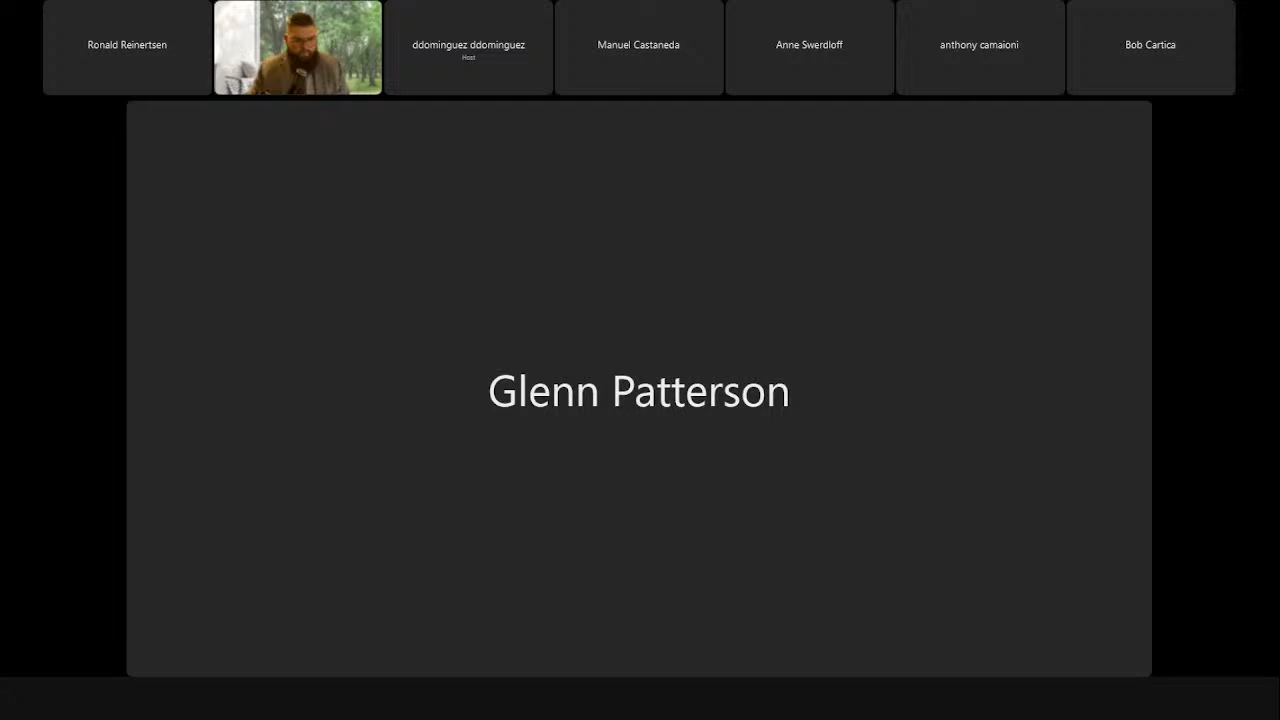 Ronald Reinertsen
ddominguez ddominguez
Host
Manuel Castaneda
Anne Swerdloff
anthony camaioni
Bob Cartica
Glenn Patterson